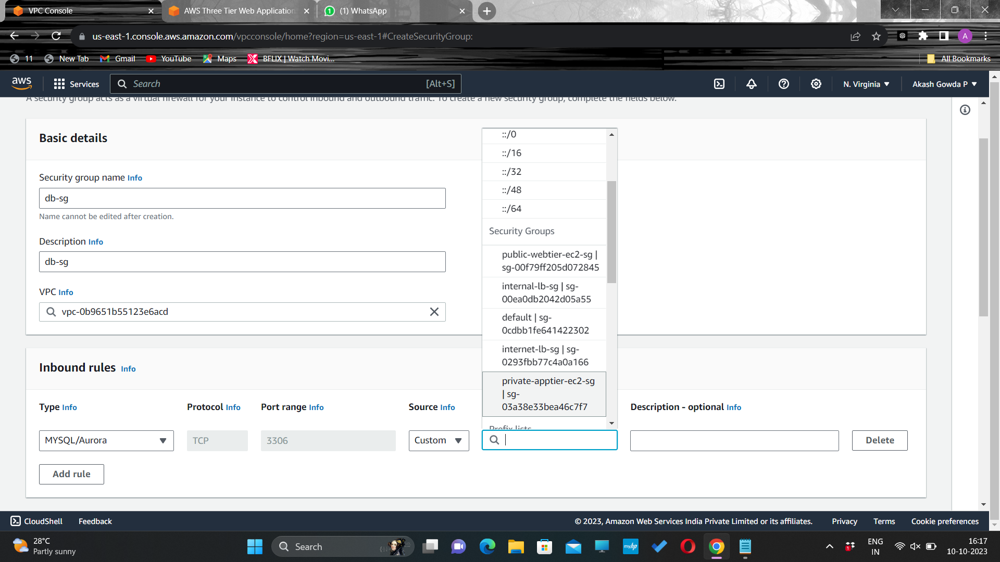 VPC Console
AWS Three Tier Web Application
(1) WhatsApp
us-east-1.console.aws.amazon.com/vpcconsole/home?region=us-east-1#CreateSecurityGroup:
A
11
New Tab
Gmail
YouTube
Maps
BFLIX | Watch Movi...
All Bookmarks
aws
Services
Search
[Alt+S]
N. Virginia
Akash Gowda P
A security group acts as a virtual firewall for your instance to control inbound and outbound traffic. To create a new security group, complete the fields below.
Basic details
Security group name Info
db-sg
Name cannot be edited after creation.
Description Info
db-sg
VPC Info
vpc-0b9651b55123e6acd
::/0
::/16
::/32
::/48
::/64
Security Groups
public-webtier-ec2-sg |
sg-00f79ff205d072845
internal-lb-sg | sg-
00ea0db2042d05a55
default | sg-
0cdbb1fe641422302
internet-lb-sg | sg-
0293fbb77c4a0a166
private-apptier-ec2-sg
| sg-
03a38e33bea46c7f7
Prefix lists
Inbound rules Info
Type Info
Protocol Info
Port range Info
Source Info
Description - optional Info
MYSQL/Aurora
TCP
3306
Custom
Delete
Add rule
CloudShell
Feedback
© 2023, Amazon Web Services India Private Limited or its affiliates.
Privacy
Terms
Cookie preferences
28°C
Partly sunny
Search
myhp
1
ENG
IN
16:17
10-10-2023